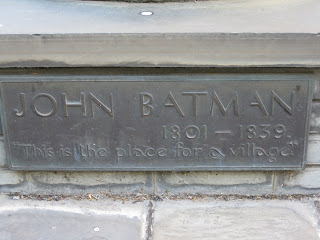 JOHN BATMAN
1801-1839.
"This is the place for a village."